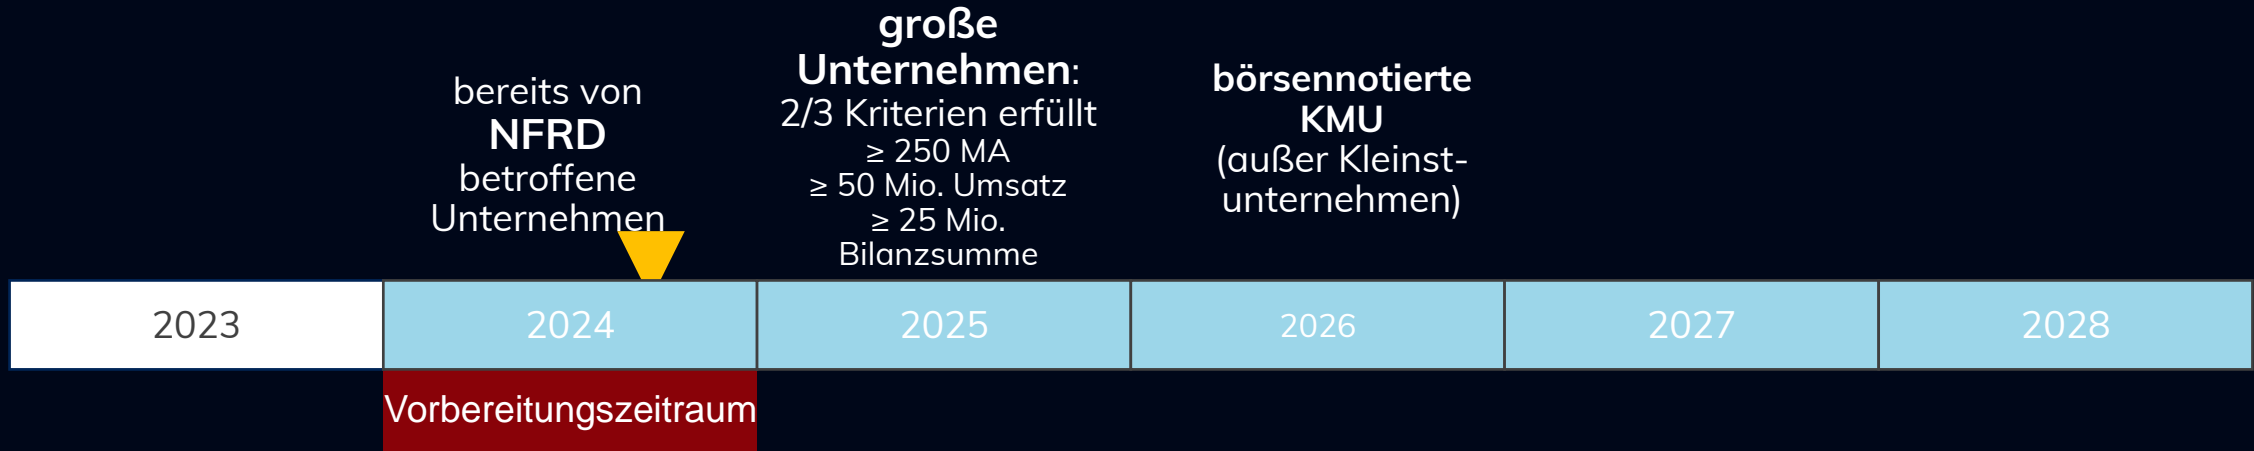 bereits von
NFRD
betroffene
Unternehmen
große
Unternehmen:
2/3 Kriterien erfüllt
≥ 250 MA
≥ 50 Mio. Umsatz
≥ 25 Mio.
Bilanzsumme
börsennotierte
KMU
(außer Kleinst-
unternehmen)
2023
2024
2025
2026
2027
2028
Vorbereitungszeitraum